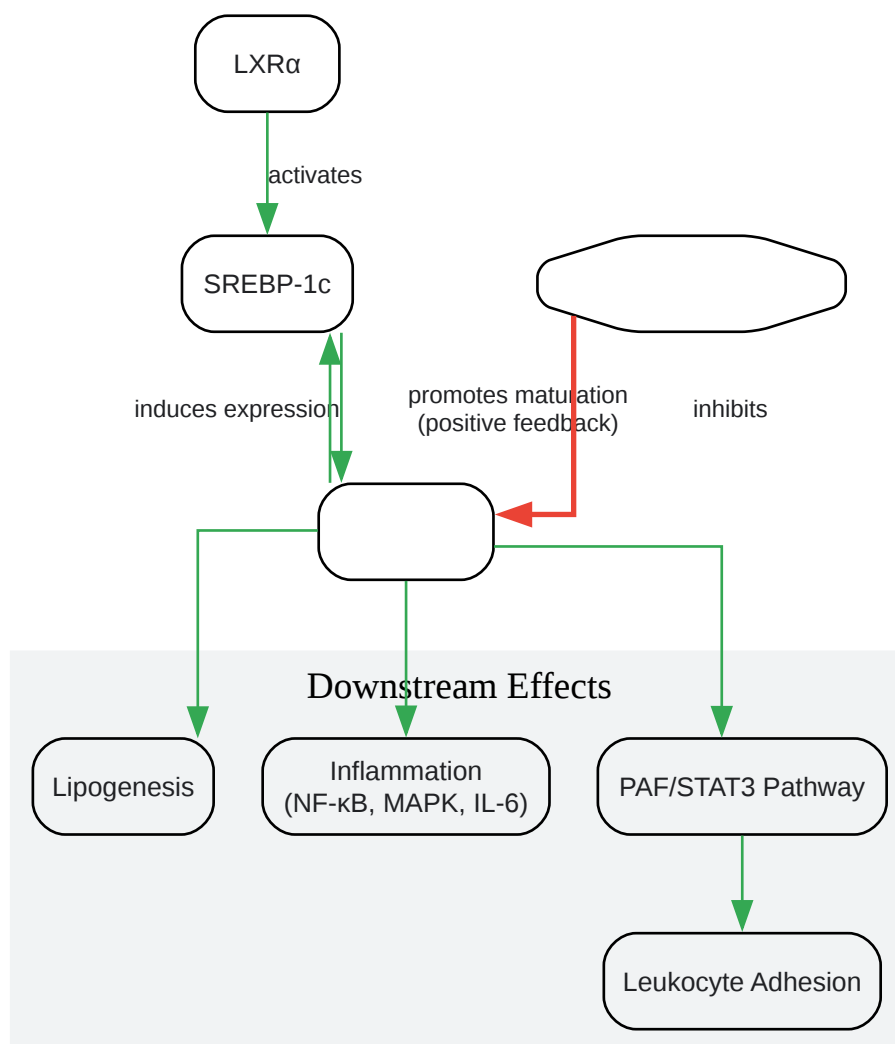 LXRα
activates
SREBP-1c
induces expression
promotes maturation
(positive feedback)
inhibits
Downstream Effects
Lipogenesis
Inflammation
(NF-κB, MAPK, IL-6)
PAF/STAT3 Pathway
Leukocyte Adhesion